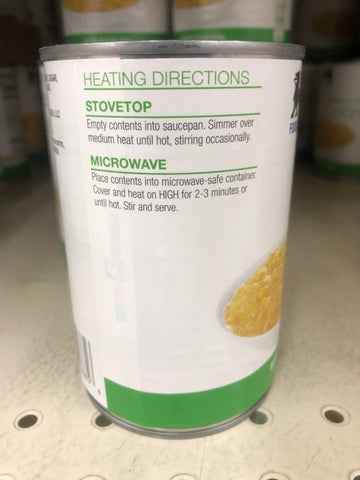 HEATING DIRECTIONS
STOVETOP
Empty contents into saucepan. Simmer over
medium heat until hot, stirring occasionally.
MICROWAVE
Place contents into microwave-safe container.
Cover and heat on HIGH for 2-3 minutes or
until hot. Stir and serve.